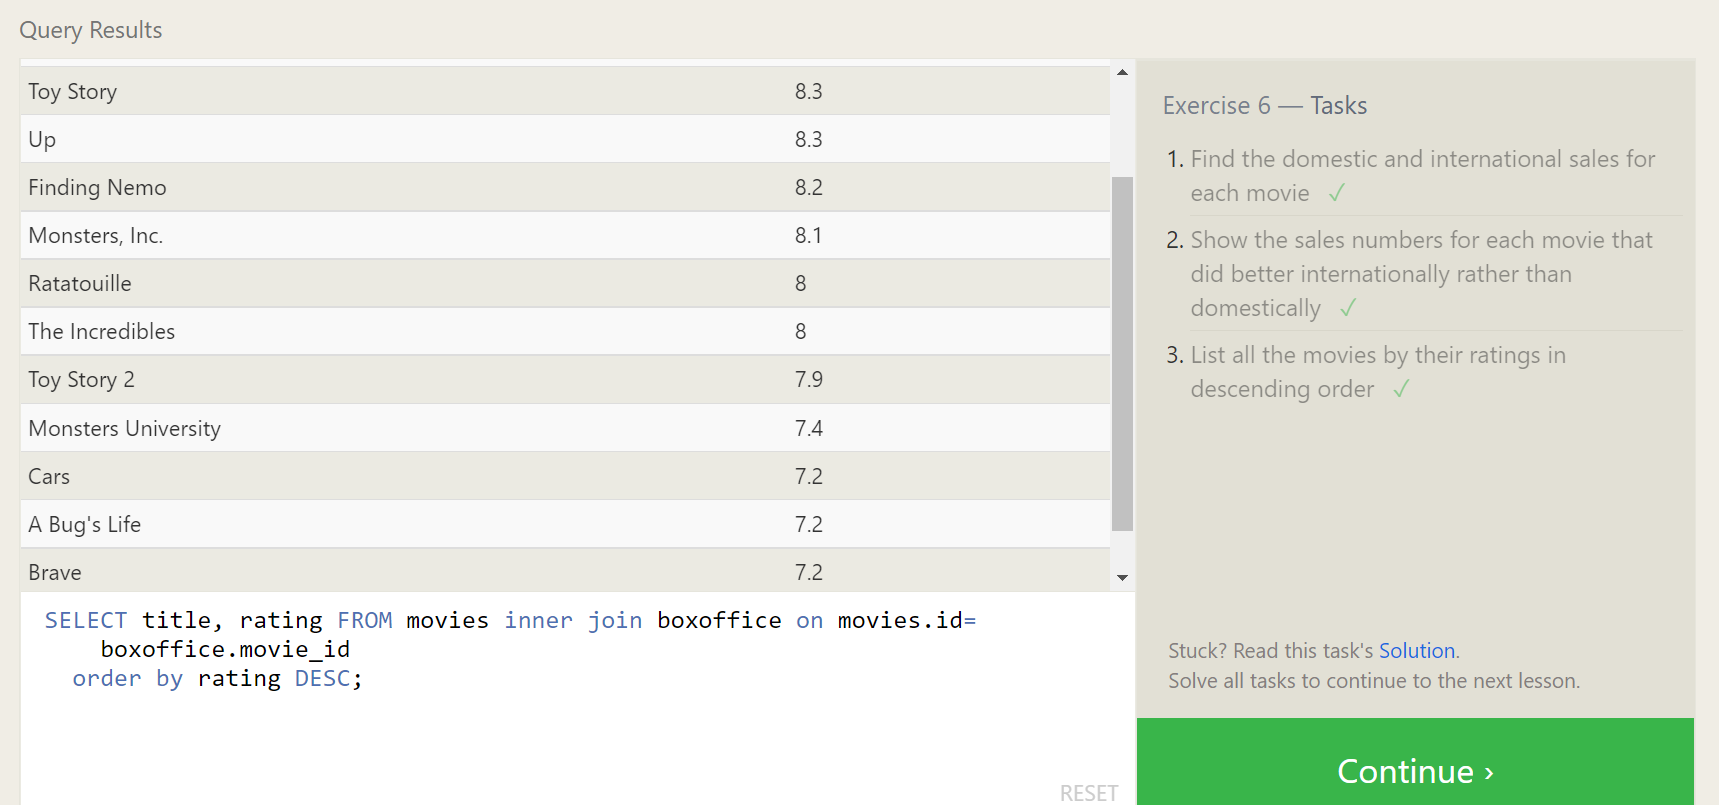 Query Results
Toy Story 8.3
Up 8.3
Finding Nemo 8.2
Monsters, Inc. 8.1
Ratatouille 8
The Incredibles 8
Toy Story 2 7.9
Monsters University 7.4
Cars 7.2
A Bug's Life 7.2
Brave 7.2
SELECT title, rating FROM movies inner join boxoffice on movies.id=
boxoffice.movie_id
order by rating DESC;
RESET
Exercise 6 — Tasks
1. Find the domestic and international sales for
each movie ✓
2. Show the sales numbers for each movie that
did better internationally rather than
domestically ✓
3. List all the movies by their ratings in
descending order ✓
Stuck? Read this task's Solution.
Solve all tasks to continue to the next lesson.
Continue ›